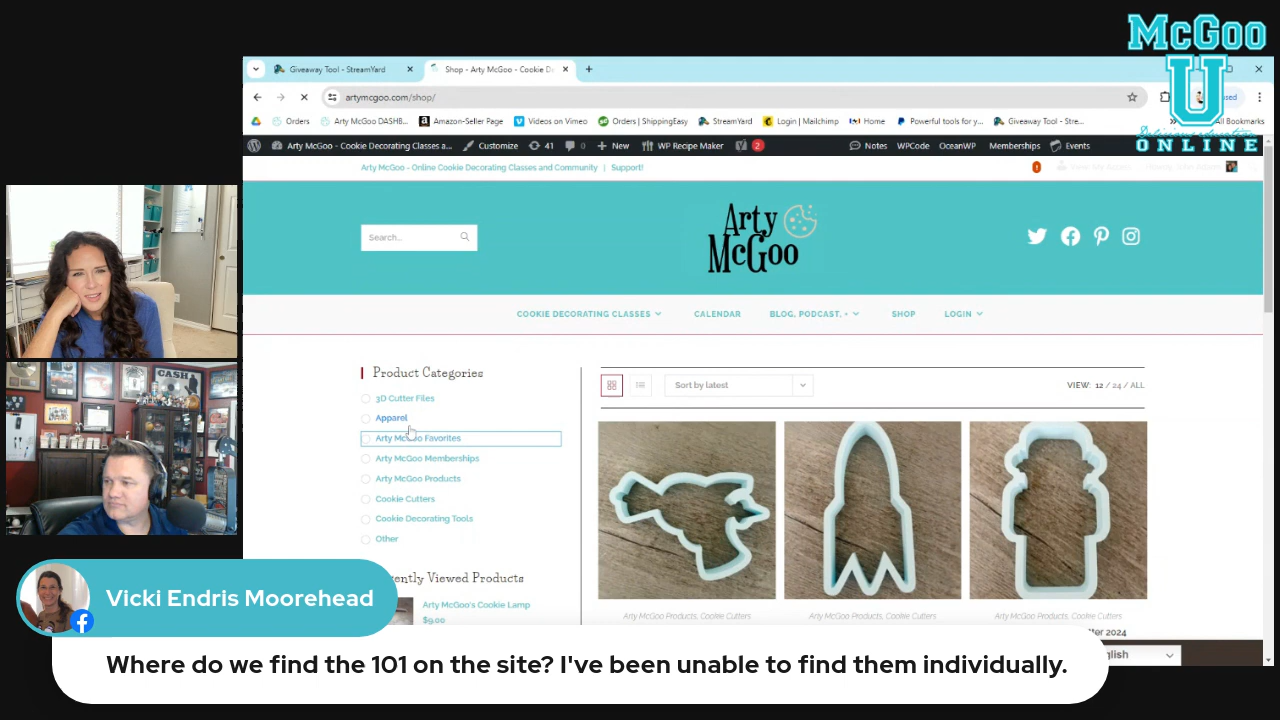 McGoo
U
ONLINE
Giveaway Tool - StreamYard
Shop - Arty McGoo - Cookie De
artymcgoo.com/shop/
Orders
Arty McGoo DASHB...
Amazon-Seller Page
Videos on Vimeo
Orders | ShippingEasy
StreamYard
Login | Mailchimp
Home
Powerful tools for y...
Giveaway Tool - Stre...
All Bookmarks
Arty McGoo - Cookie Decorating Classes a...
Customize
41
0
New
WP Recipe Maker
2
Notes
WPCode
OceanWP
Memberships
Events
Arty McGoo - Online Cookie Decorating Classes and Community | Support!
Search...
Arty
McGoo
COOKIE DECORATING CLASSES
CALENDAR
BLOG, PODCAST, +
SHOP
LOGIN
Product Categories
3D Cutter Files
Apparel
Arty McGoo Favorites
Arty McGoo Memberships
Arty McGoo Products
Cookie Cutters
Cookie Decorating Tools
Other
Sort by latest
VIEW: 12 / 24 / ALL
ently Viewed Products
Arty McGoo's Cookie Lamp
$9.00
Arty McGoo Products, Cookie Cutters
Arty McGoo Products, Cookie Cutters
Arty McGoo Products, Cookie Cutters
tter 2024
glish
CASH
Vicki Endris Moorehead
Where do we find the 101 on the site? I've been unable to find them individually.